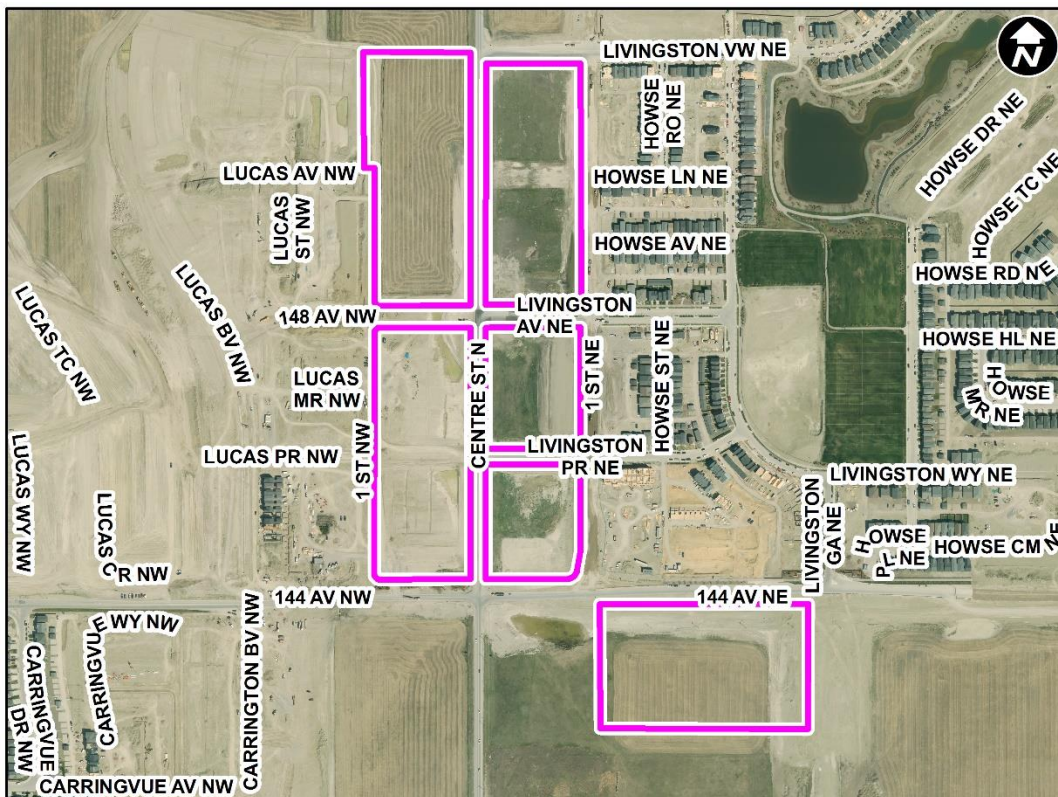 LIVINGSTON VW NE
N
HOWSE
RO NE
HOWSE DR NE
LUCAS AV NW
HOWSE LN NE
HOWSE TC NE
LUCAS
ST NW
HOWSE AV NE
HOWSE RD NE
LUCAS BV NW
148 AV NW
LIVINGSTON
AV NE
LUCAS TC NW
HOWSE HL NE
CENTRE ST N
1 ST NE
HOWSE ST NE
LUCAS
MR NW
HOWSE
MR NE
1 ST NW
LUCAS PR NW
LIVINGSTON
PR NE
LIVINGSTON WY NE
LUCAS WY NW
LUCAS
CR NW
LIVINGSTON
GA NE
HOWSE
PL NE
HOWSE CM NE
144 AV NW
144 AV NE
CARRINGVUE WY NW
CARRINGTON BV NW
CARRINGVUE
DR NW
CARRINGVUE AV NW